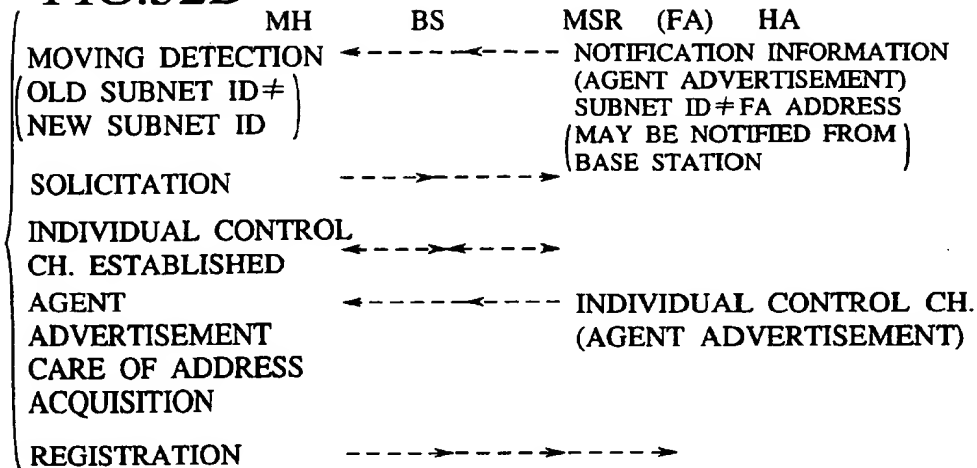 MH BS MSR (FA) HA
MOVING DETECTION
(OLD SUBNET ID≠
NEW SUBNET ID)
NOTIFICATION INFORMATION
(AGENT ADVERTISEMENT)
SUBNET ID≠FA ADDRESS
(MAY BE NOTIFIED FROM
BASE STATION)
SOLICITATION
INDIVIDUAL CONTROL
CH. ESTABLISHED
AGENT
ADVERTISEMENT
CARE OF ADDRESS
ACQUISITION
INDIVIDUAL CONTROL CH.
(AGENT ADVERTISEMENT)
REGISTRATION